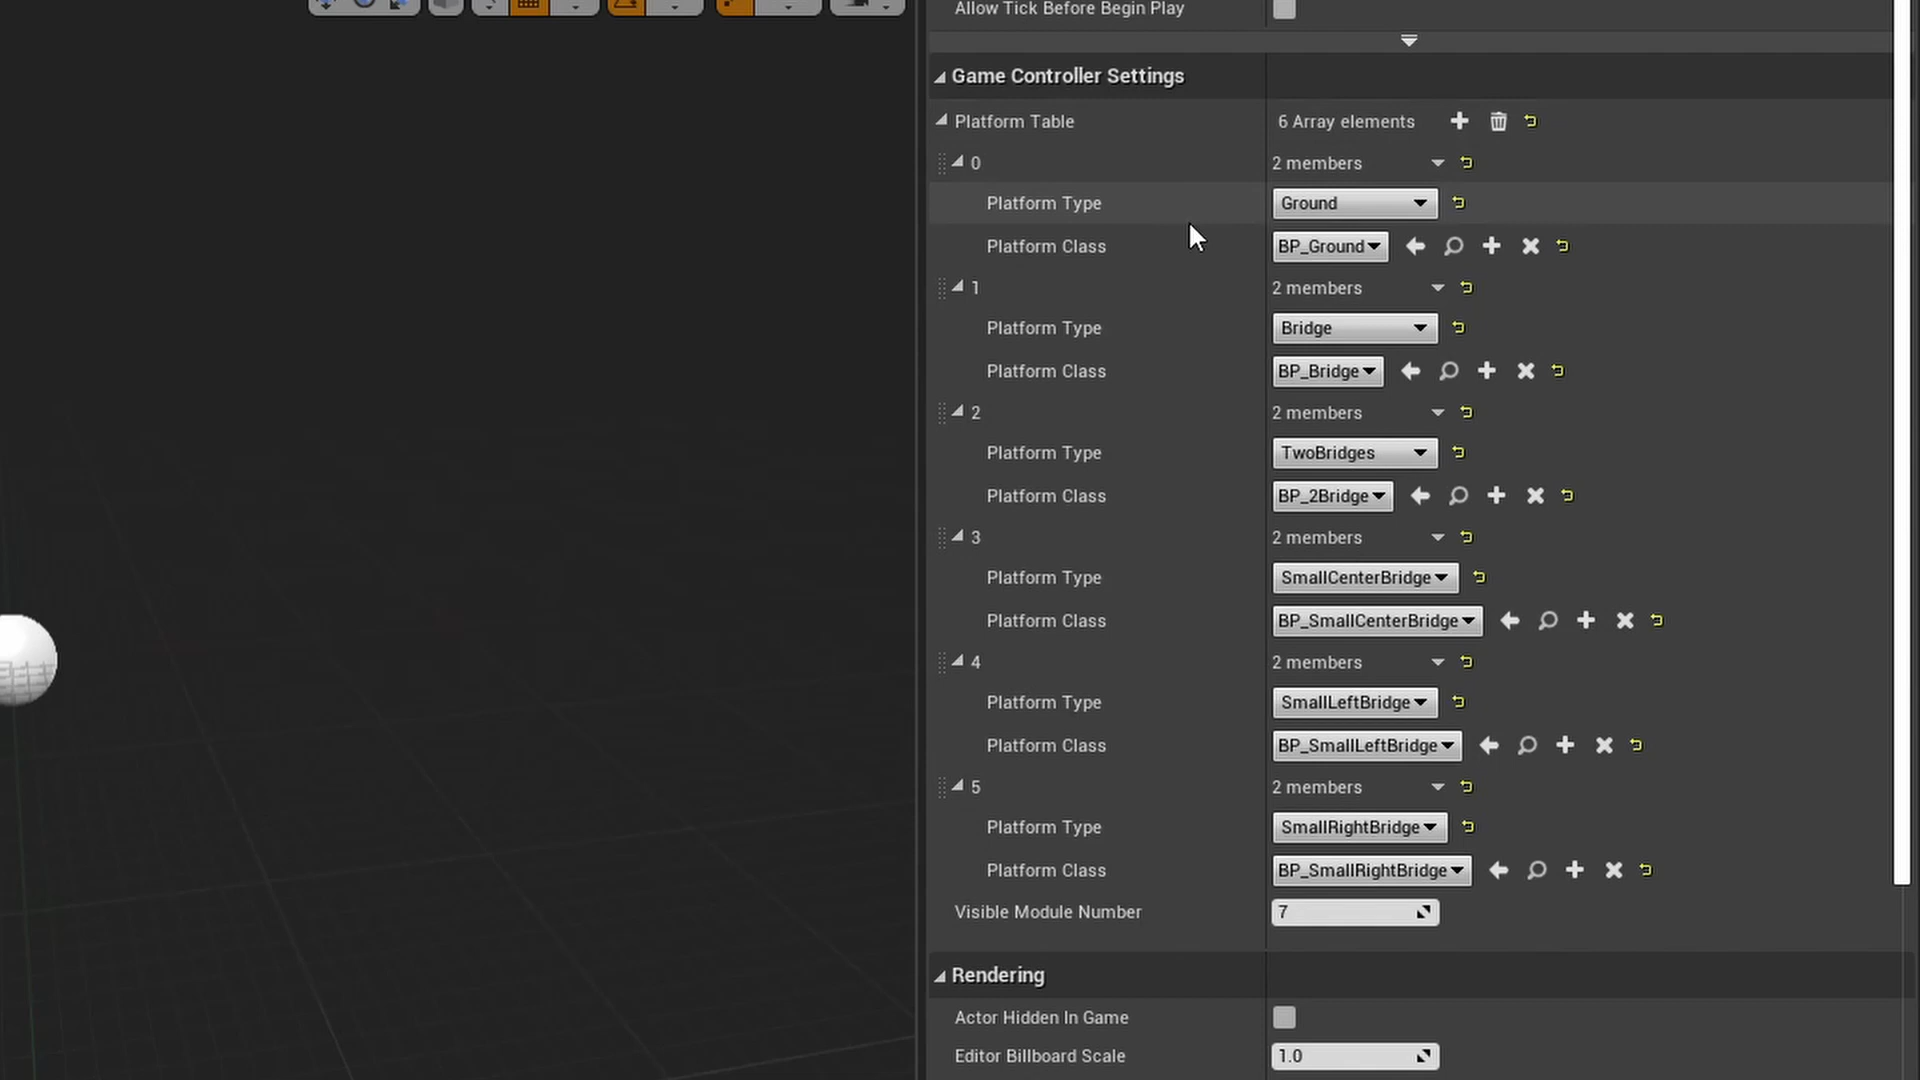 Allow Tick Before Begin Play
Game Controller Settings
Platform Table 6 Array elements
0 2 members
Platform Type Ground
Platform Class BP_Ground
1 2 members
Platform Type Bridge
Platform Class BP_Bridge
2 2 members
Platform Type TwoBridges
Platform Class BP_2Bridge
3 2 members
Platform Type SmallCenterBridge
Platform Class BP_SmallCenterBridge
4 2 members
Platform Type SmallLeftBridge
Platform Class BP_SmallLeftBridge
5 2 members
Platform Type SmallRightBridge
Platform Class BP_SmallRightBridge
Visible Module Number 7
Rendering
Actor Hidden In Game
Editor Billboard Scale 1.0